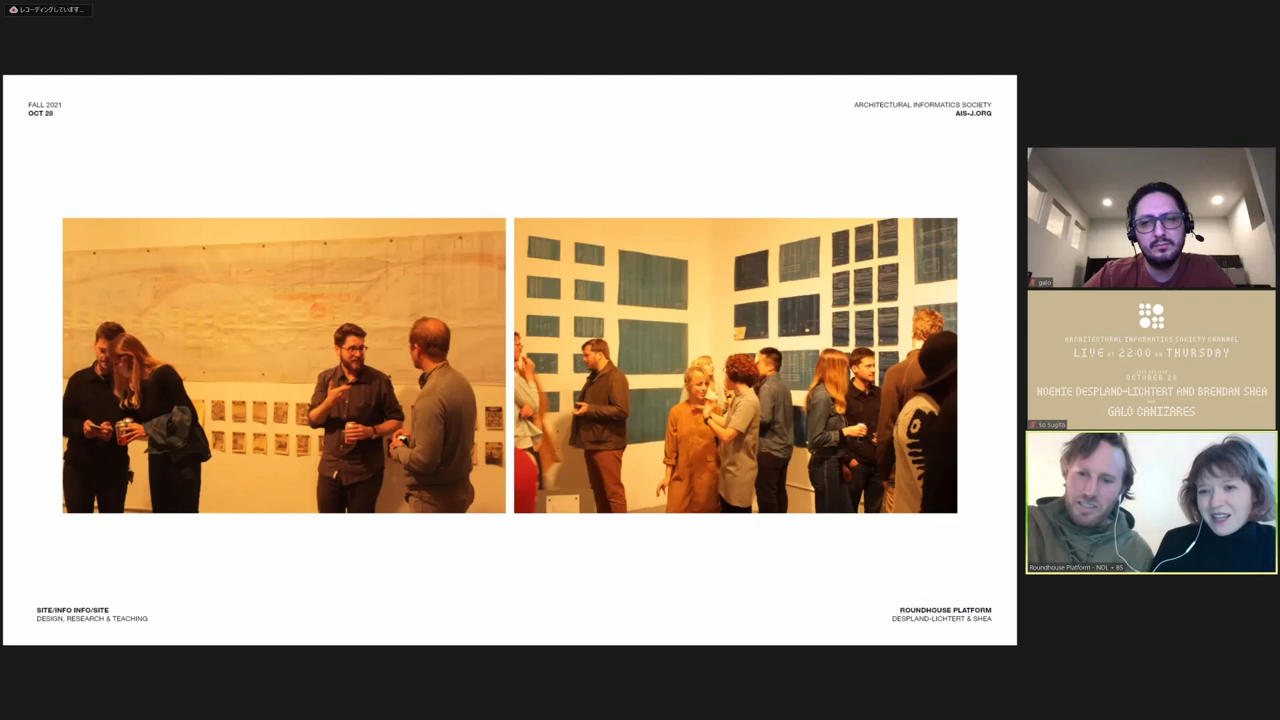 レコーディングしています...
FALL 2021
OCT 28
ARCHITECTURAL INFORMATICS SOCIETY
AIS-J.ORG
SITE/INFO INFO/SITE
DESIGN, RESEARCH & TEACHING
ROUNDHOUSE PLATFORM
DESPLAND-LICHTERT & SHEA
galo
ARCHITECTURAL INFORMATICS SOCIETY CHANNEL
LIVE AT 22:00 ON THURSDAY
OCTOBER 28
NOEMIE DESPLAND-LICHTERT AND BRENDAN SHEA
GALO CANIZARES
So Sugita
Roundhouse Platform - NDL + BS